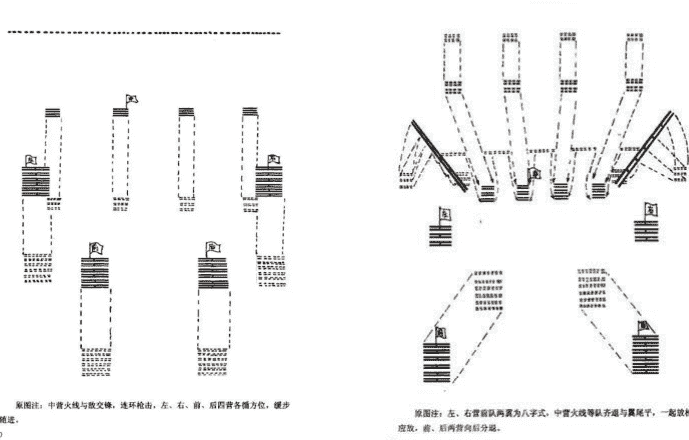 原图注：中营火线与敌交锋，连环枪击，左、右、前、后四营各循方位，缓步
随进。
原图注：左、右营前队两翼为八字式，中营火线等队齐退与翼尾平，一起放枪
应放，前、后两营向后分退。